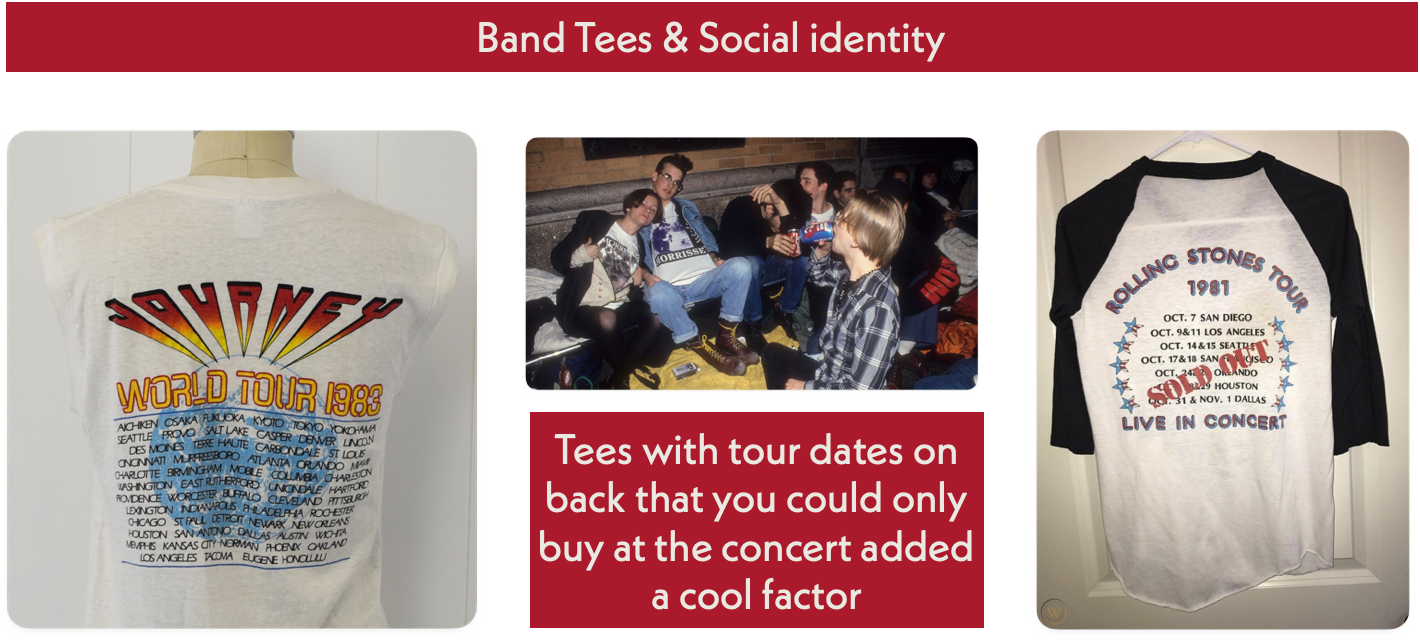 Band Tees & Social identity
JOURNEY
WORLD TOUR 1983
AICHIKEN OSAKA FUKUOKA KYOTO TOKYO YOKOHAMA
SEATTLE PROVO SALT LAKE CASPER DENVER LINCOLN
DES MOINES TERRE HAUTE CARBONDALE ST LOUIS
CINCINNATI MURFREESBORO ATLANTA ORLANDO MIAMI
CHARLOTTE BIRMINGHAM MOBILE COLUMBIA CHARLESTON
WASHINGTON EAST RUTHERFORD UNIONDALE HARTFORD
PROVIDENCE WORCESTER BUFFALO CLEVELAND PITTSBURGH
LEXINGTON INDIANAPOLIS PHILADELPHIA ROCHESTER
CHICAGO ST PAUL DETROIT NEWARK NEW ORLEANS
HOUSTON SAN ANTONIO DALLAS AUSTIN WICHITA
MEMPHIS KANSAS CITY NORMAN PHOENIX OAKLAND
LOS ANGELES TACOMA EUGENE HONOLULU
ORRISSE
Tees with tour dates on
back that you could only
buy at the concert added
a cool factor
ROLLING STONES TOUR
1981
OCT. 7 SAN DIEGO
OCT. 9&11 LOS ANGELES
OCT. 14&15 SEATTLE
OCT. 17&18 SAN FRANCISCO
OCT. ORLANDO
29 HOUSTON
OCT. 31 & NOV. 1 DALLAS
SOLD OUT
LIVE IN CONCERT
W